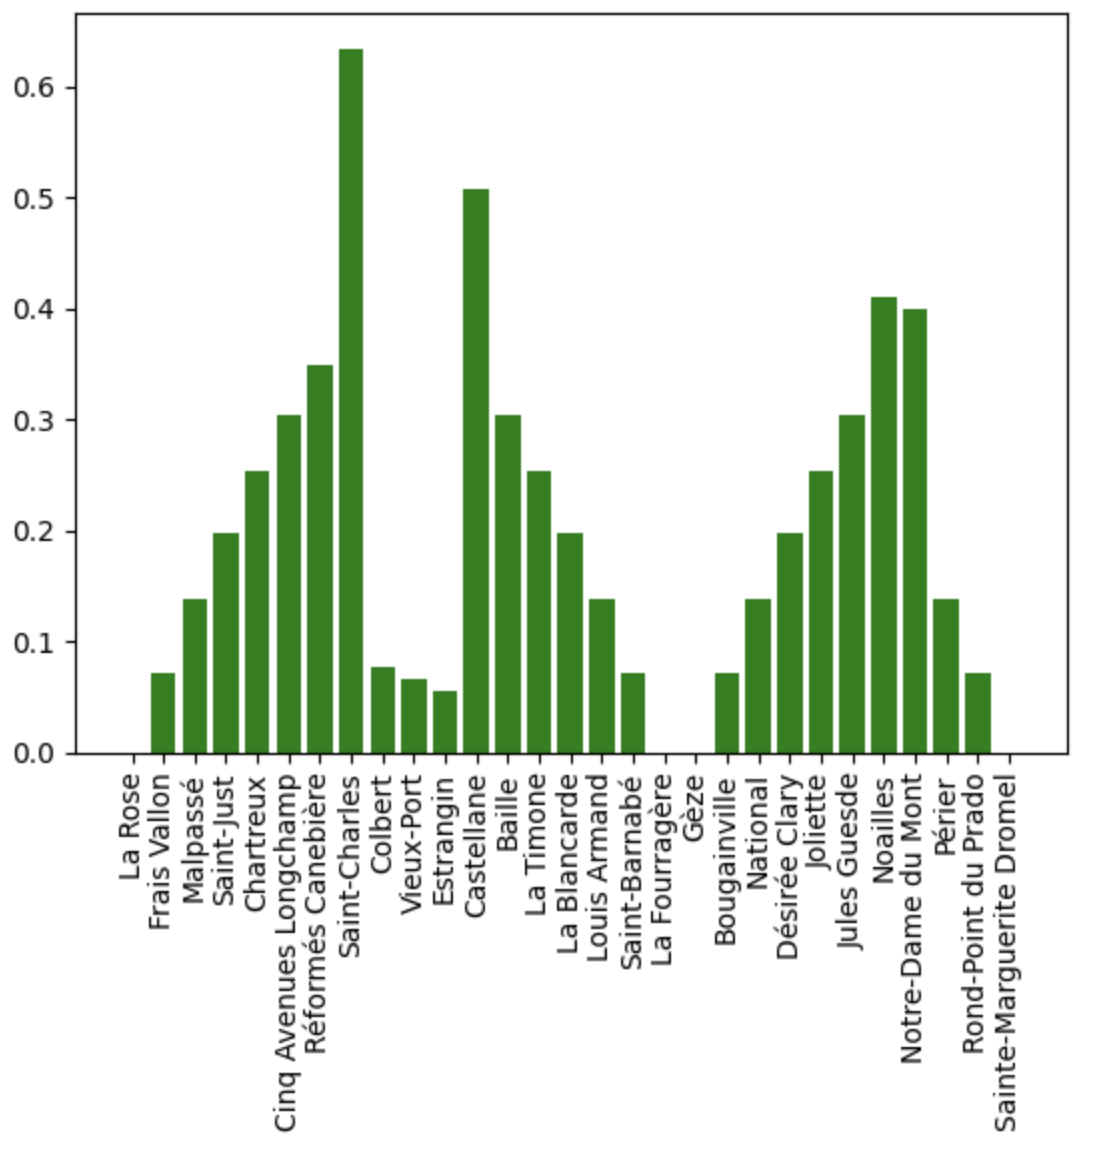 0.6
0.5
0.4
0.3
0.2
0.1
0.0
La Rose
Frais Vallon
Malpassé
Saint-Just
Chartreux
Cinq Avenues Longchamp
Réformés Canebière
Saint-Charles
Colbert
Vieux-Port
Estrangin
Castellane
Baille
La Timone
La Blancarde
Louis Armand
Saint-Barnabé
La Fourragère
Gèze
Bougainville
National
Désirée Clary
Joliette
Jules Guesde
Noailles
Notre-Dame du Mont
Périer
Rond-Point du Prado
Sainte-Marguerite Dromel